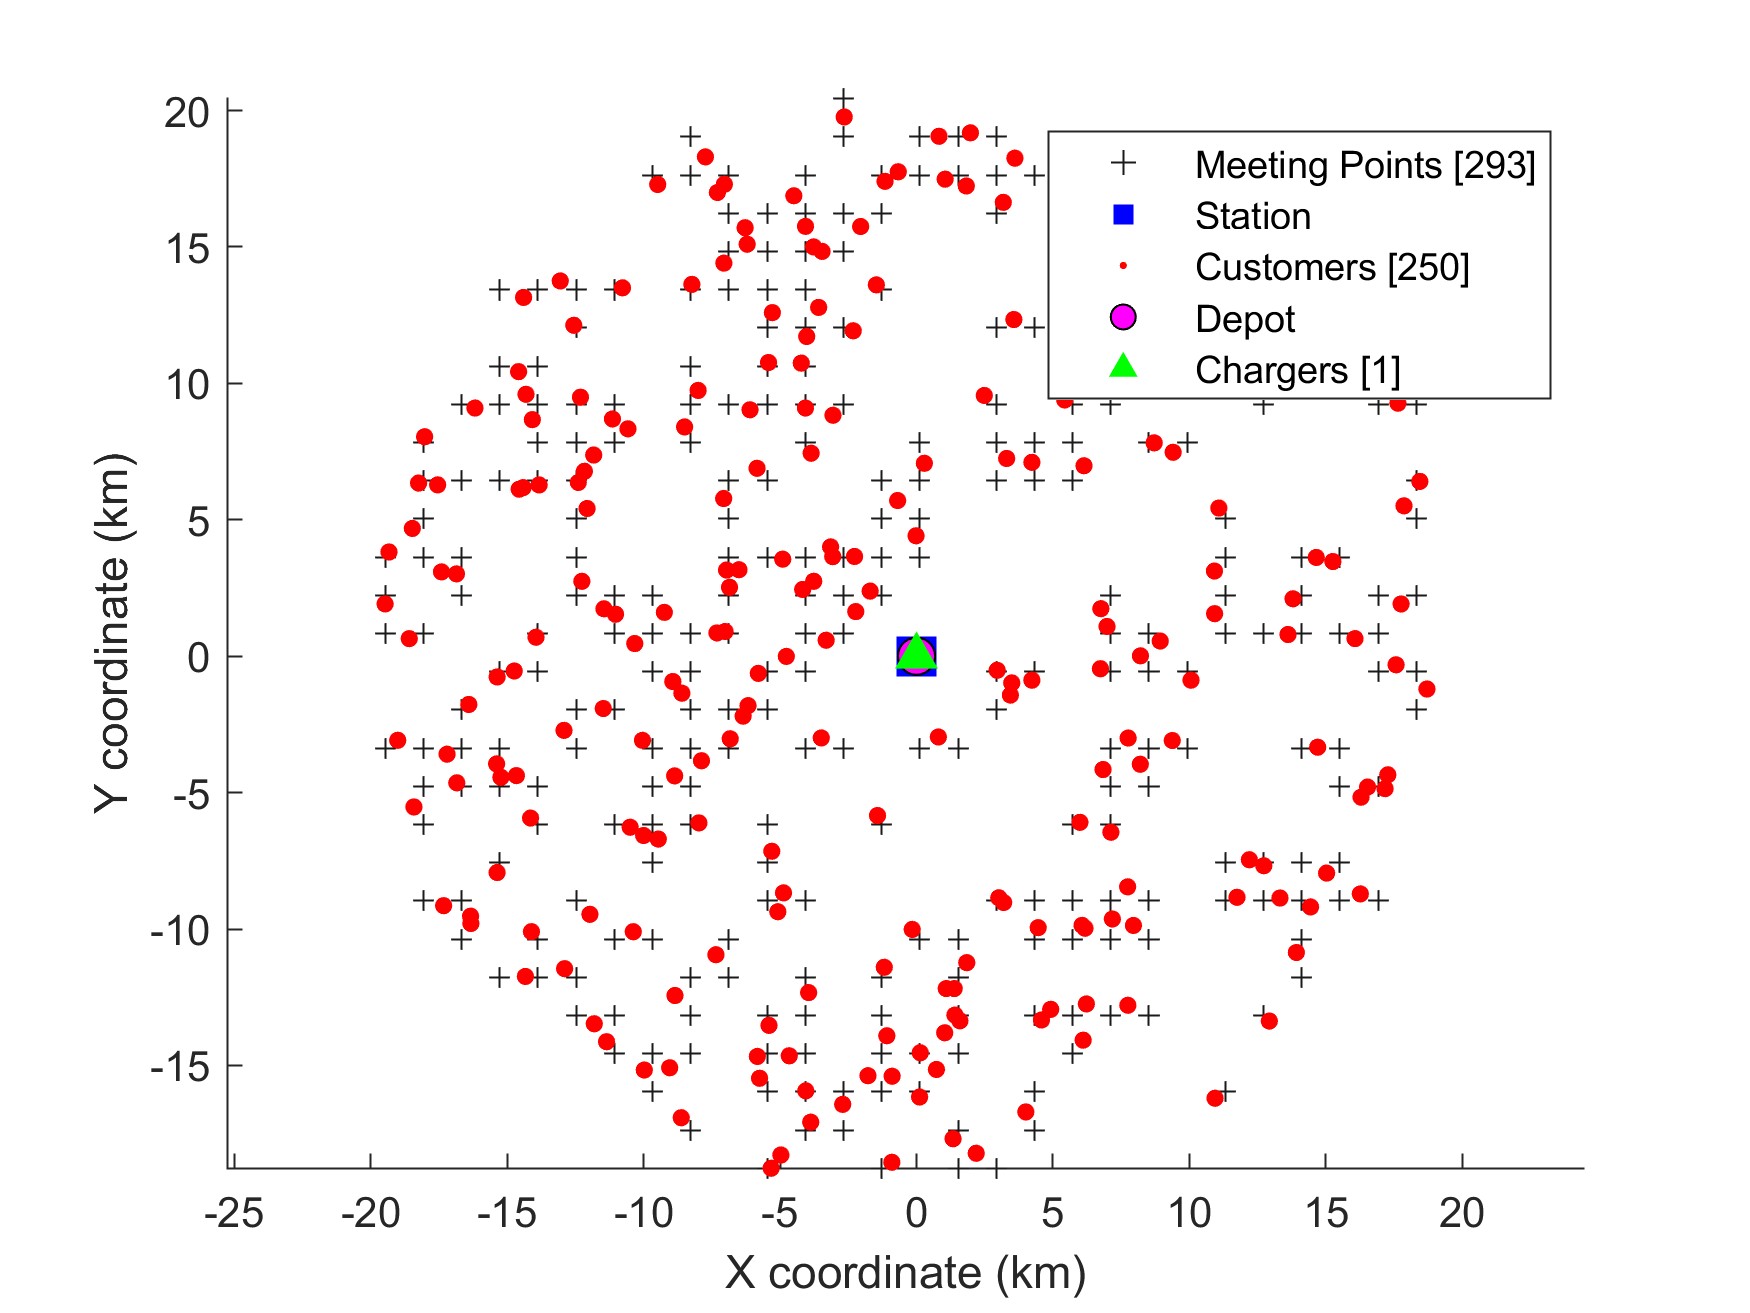 20
15
10
5
0
-5
-10
-15
-25
-20
-15
-10
-5
0
5
10
15
20
X coordinate (km)
Y coordinate (km)
Meeting Points [293]
Station
Customers [250]
Depot
Chargers [1]